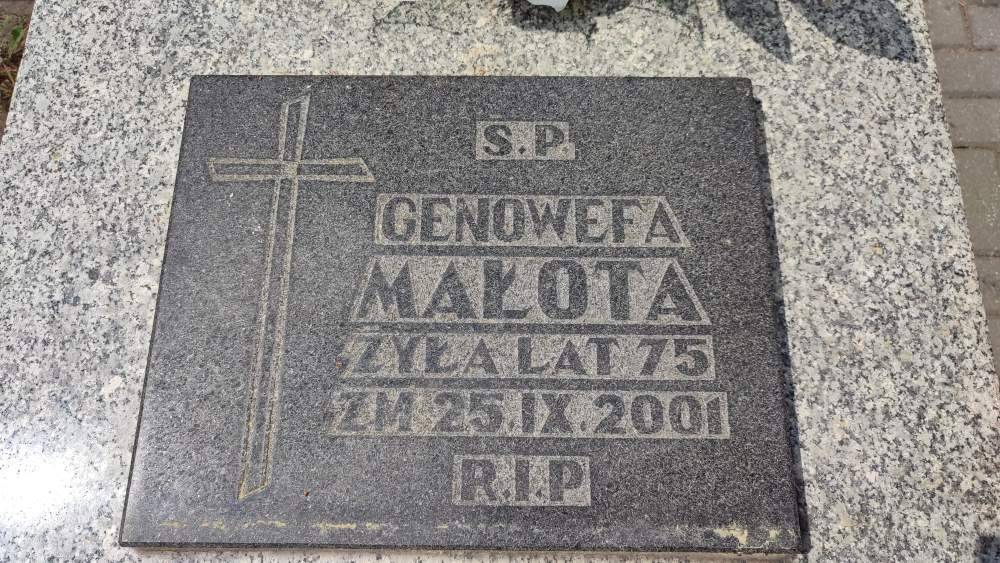 Ś.P.
GENOWEFA
MAŁOTA
ŻYŁA LAT 75
ZM 25.IX.2001
R.I.P